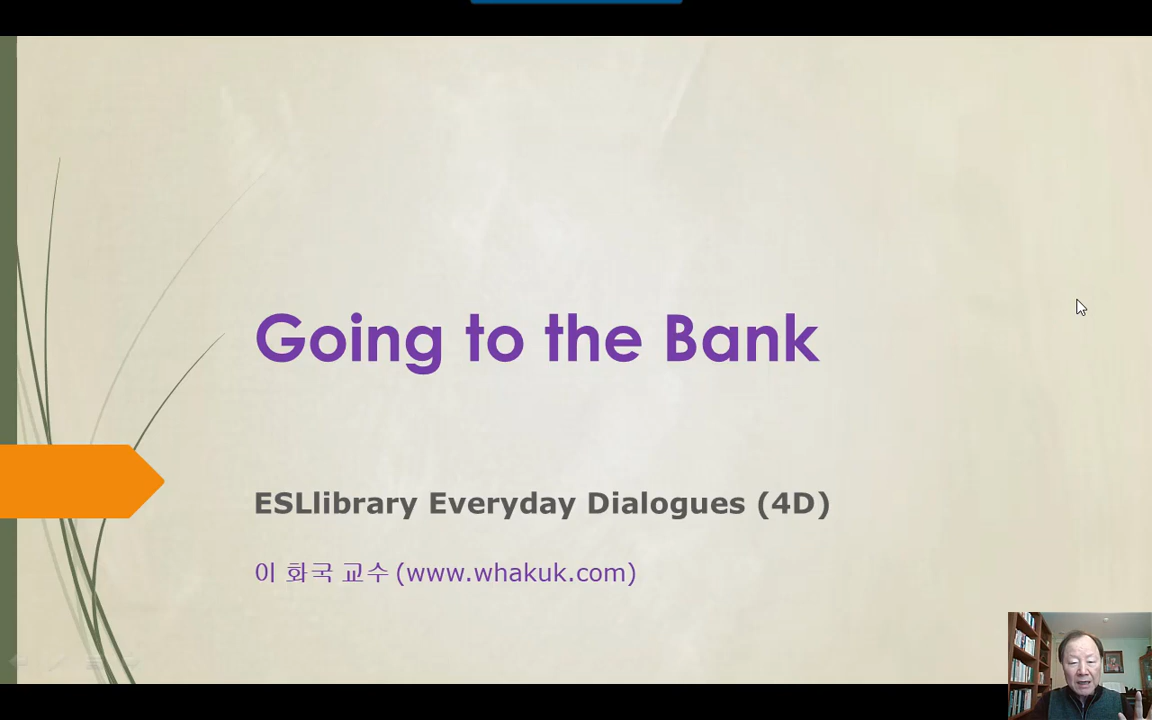 Going to the Bank
ESLlibrary Everyday Dialogues (4D)
이 화국 교수 (www.whakuk.com)